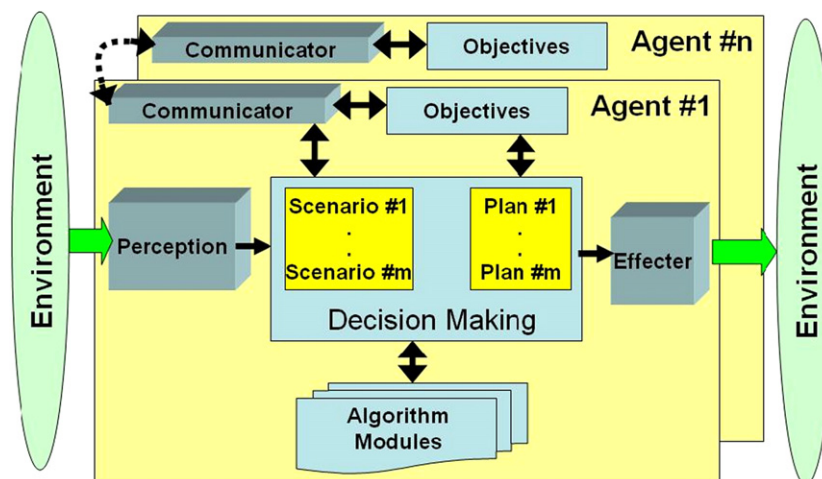 Communicator
Objectives
Agent #n
Communicator
Objectives
Agent #1
Environment
Perception
Scenario #1
.
.
Scenario #m
Plan #1
.
.
Plan #m
Effecter
Environment
Decision Making
Algorithm
Modules